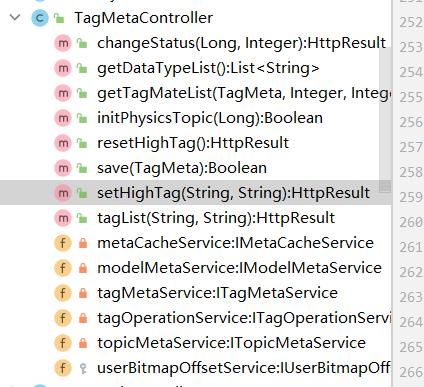 TagMetaController
changeStatus(Long, Integer):HttpResult
getDataTypeList():List<String>
getTagMateList(TagMeta, Integer, Intege
initPhysicsTopic(Long):Boolean
resetHighTag():HttpResult
save(TagMeta):Boolean
setHighTag(String, String):HttpResult
tagList(String, String):HttpResult
metaCacheService:IMetaCacheService
modelMetaService:IModelMetaService
tagMetaService:ITagMetaService
tagOperationService:ITagOperationServi
topicMetaService:ITopicMetaService
userBitmapOffsetService:IUserBitmapOff
251
252
253
254
255
256
257
258
259
260
261
262
263
264
265
266